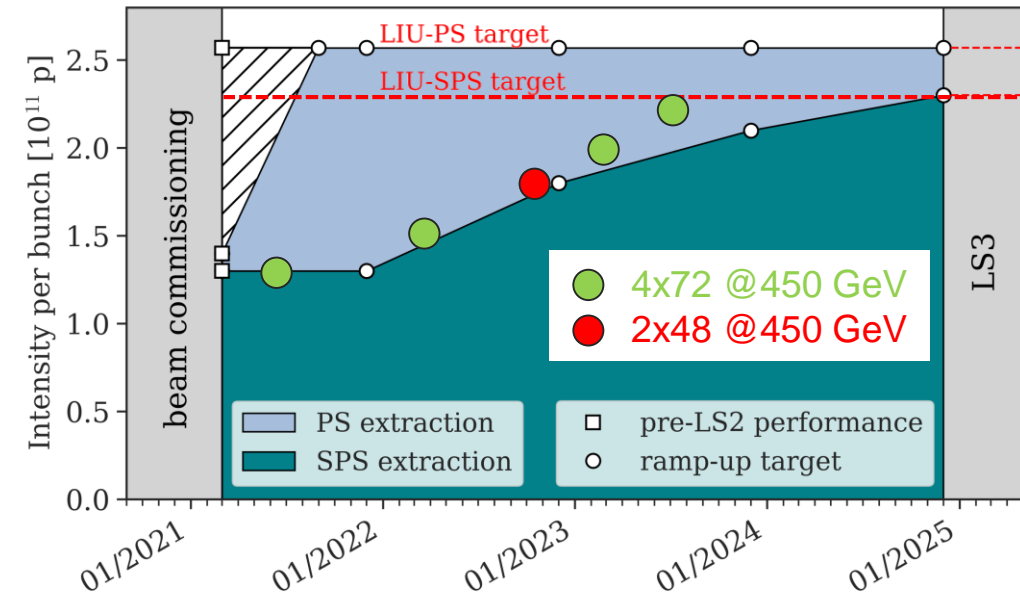 Intensity per bunch [10¹¹ p]
2.5
2.0
1.5
1.0
0.5
0.0
beam commissioning
LIU-PS target
LIU-SPS target
4x72 @450 GeV
2x48 @450 GeV
LS3
PS extraction
SPS extraction
pre-LS2 performance
ramp-up target
01/2021
01/2022
01/2023
01/2024
01/2025